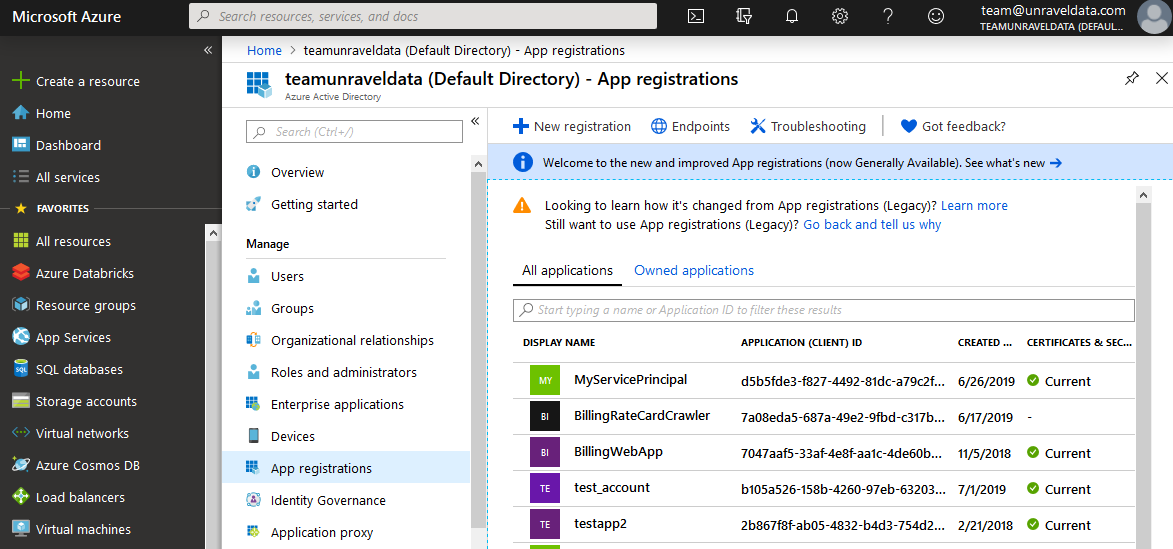 Microsoft Azure
Search resources, services, and docs
team@unraveldata.com
TEAMUNRAVELDATA (DEFAUL...
Create a resource
Home
Dashboard
All services
FAVORITES
All resources
Azure Databricks
Resource groups
App Services
SQL databases
Storage accounts
Virtual networks
Azure Cosmos DB
Load balancers
Virtual machines
Home > teamunraveldata (Default Directory) - App registrations
teamunraveldata (Default Directory) - App registrations
Azure Active Directory
Search (Ctrl+/)
Overview
Getting started
Manage
Users
Groups
Organizational relationships
Roles and administrators
Enterprise applications
Devices
App registrations
Identity Governance
Application proxy
New registration Endpoints Troubleshooting Got feedback?
Welcome to the new and improved App registrations (now Generally Available). See what's new →
Looking to learn how it's changed from App registrations (Legacy)? Learn more
Still want to use App registrations (Legacy)? Go back and tell us why
All applications Owned applications
Start typing a name or Application ID to filter these results
DISPLAY NAME APPLICATION (CLIENT) ID CREATED ... CERTIFICATES & SEC...
MY MyServicePrincipal d5b5fde3-f827-4492-81dc-a79c2f... 6/26/2019 Current
BI BillingRateCardCrawler 7a08eda5-687a-49e2-9fbd-c317b... 6/17/2019 -
BI BillingWebApp 7047aaf5-33af-4e8f-aa1c-4de60b... 11/5/2018 Current
TE test_account b105a526-158b-4260-97eb-63203... 7/1/2019 Current
TE testapp2 2b867f8f-ab05-4832-b4d3-754d2... 2/21/2018 Current